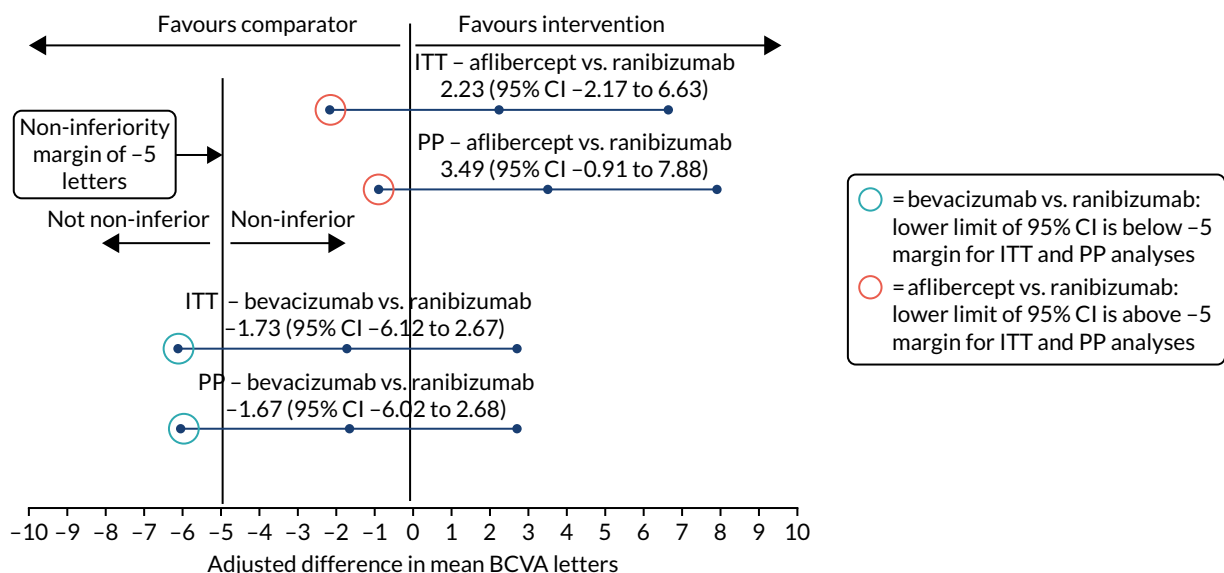 Favours comparator
Favours intervention
ITT – aflibercept vs. ranibizumab
2.23 (95% CI –2.17 to 6.63)
Non-inferiority
margin of –5
letters
PP – aflibercept vs. ranibizumab
3.49 (95% CI –0.91 to 7.88)
Not non-inferior
Non-inferior
ITT – bevacizumab vs. ranibizumab
–1.73 (95% CI –6.12 to 2.67)
PP – bevacizumab vs. ranibizumab
–1.67 (95% CI –6.02 to 2.68)
= bevacizumab vs. ranibizumab:
lower limit of 95% CI is below –5
margin for ITT and PP analyses
= aflibercept vs. ranibizumab:
lower limit of 95% CI is above –5
margin for ITT and PP analyses
–10 –9 –8 –7 –6 –5 –4 –3 –2 –1 0 1 2 3 4 5 6 7 8 9 10
Adjusted difference in mean BCVA letters